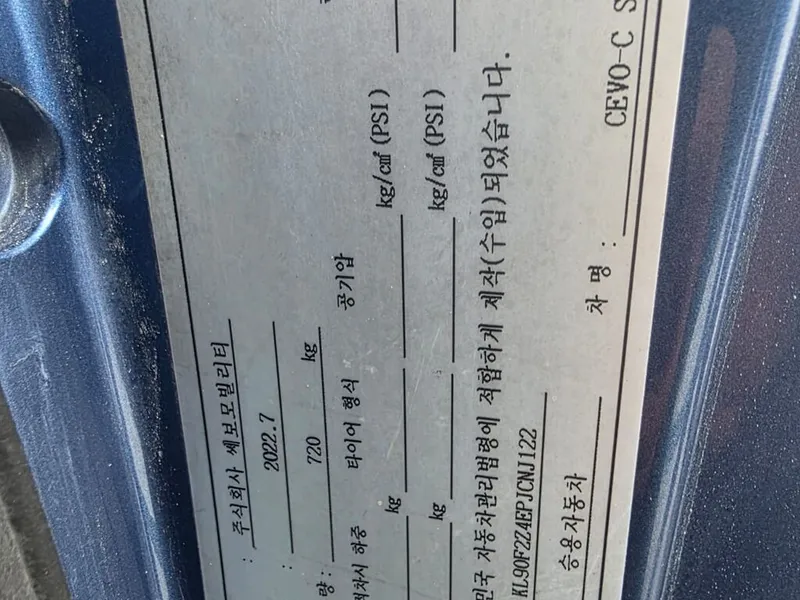 : 주식회사 쎄보모빌리티
: 2022.7
량: 720 kg
적차시 하중 타이어 형식 공기압
kg kg/㎠(PSI)
kg kg/㎠(PSI)
민국 자동차관리법령에 적합하게 제작(수입)되었습니다.
KL90F2Z4EPJCNJ122
승용자동차 차 명 : CEVO-C S